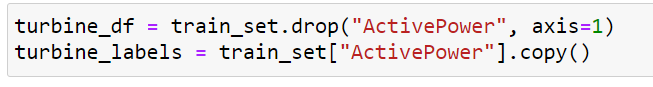 turbine_df = train_set.drop("ActivePower", axis=1)
turbine_labels = train_set["ActivePower"].copy()